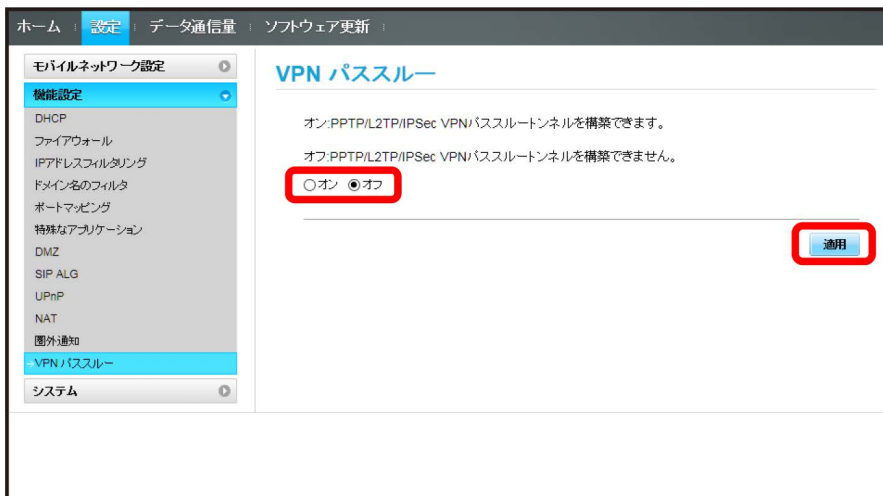 ホーム 設定 データ通信量 ソフトウェア更新
モバイルネットワーク設定
機能設定
DHCP
ファイアウォール
IPアドレスフィルタリング
ドメイン名のフィルタ
ポートマッピング
特殊なアプリケーション
DMZ
SIP ALG
UPnP
NAT
圏外通知
VPN パススルー
システム
VPN パススルー
オン:PPTP/L2TP/IPSec VPNパススルートンネルを構築できます。
オフ:PPTP/L2TP/IPSec VPNパススルートンネルを構築できません。
オン オフ
適用